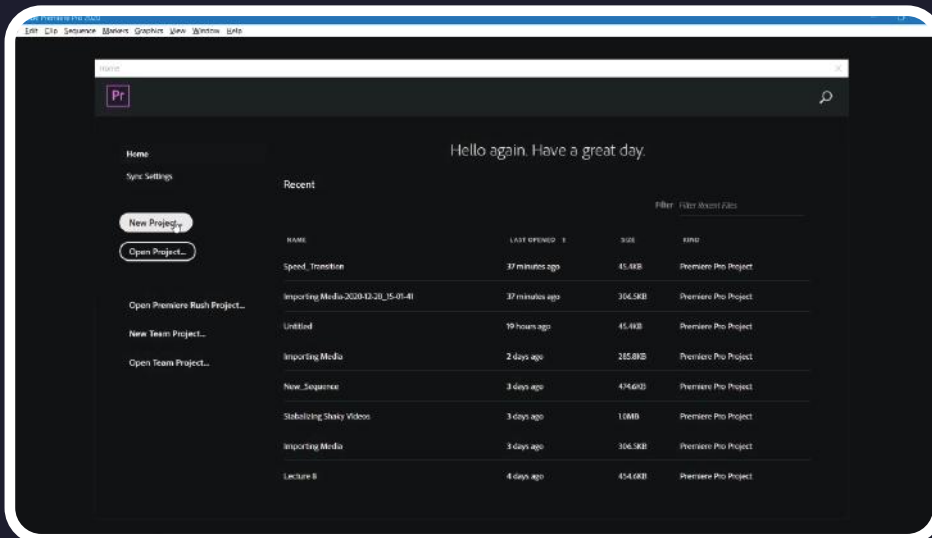 Premiere Pro 2020
Edit Clip Sequence Markers Graphics View Window Help
Home
Pr
Hello again. Have a great day.
Home
Sync Settings
Recent
Filter Filter Recent Files
New Project...
Open Project...
NAME LAST OPENED SIZE KIND
Speed_Transition 37 minutes ago 45.4KB Premiere Pro Project
Importing Media-2020-12-28_15-01-41 37 minutes ago 306.5KB Premiere Pro Project
Open Premiere Rush Project...
Untitled 19 hours ago 45.4KB Premiere Pro Project
New Team Project...
Importing Media 2 days ago 285.8KB Premiere Pro Project
Open Team Project...
New_Sequence 3 days ago 474.6KB Premiere Pro Project
Stabalizing Shaky Videos 3 days ago 1.0MB Premiere Pro Project
Importing Media 3 days ago 306.5KB Premiere Pro Project
Lecture 8 4 days ago 454.6KB Premiere Pro Project